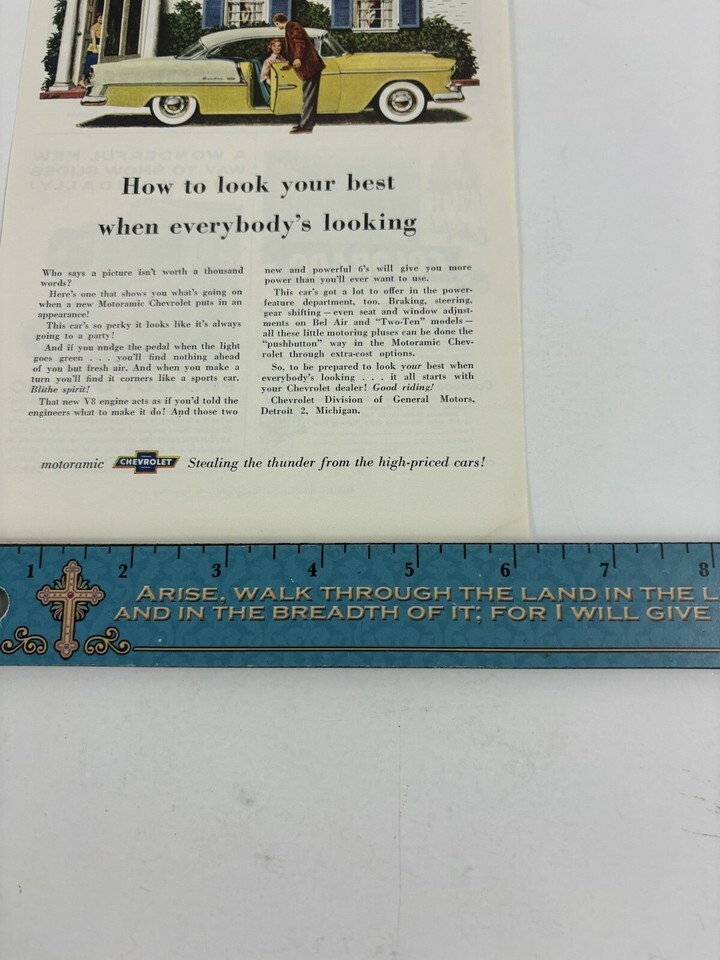 How to look your best
when everybody's looking
Who says a picture isn't worth a thousand
words?
Here's one that shows you what's going on
when a new Motoramic Chevrolet puts in an
appearance!
This car's so perky it looks like it's always
going to a party!
And if you nudge the pedal when the light
goes green . . . you'll find nothing ahead
of you but fresh air. And when you make a
turn you'll find it corners like a sports car.
Blithe spirit!
That new V8 engine acts as if you'd told the
engineers what to make it do! And those two
new and powerful 6's will give you more
power than you'll ever want to use.
This car's got a lot to offer in the power-
feature department, too. Braking, steering,
gear shifting—even seat and window adjust-
ments on Bel Air and "Two-Ten" models—
all these little motoring pluses can be done the
"pushbutton" way in the Motoramic Chev-
rolet through extra-cost options.
So, to be prepared to look your best when
everybody's looking . . . it all starts with
your Chevrolet dealer! Good riding!
Chevrolet Division of General Motors,
Detroit 2, Michigan.
motoramic CHEVROLET Stealing the thunder from the high-priced cars!
1 2 3 4 5 6 7 8
ARISE, WALK THROUGH THE LAND IN THE L
AND IN THE BREADTH OF IT; FOR I WILL GIVE